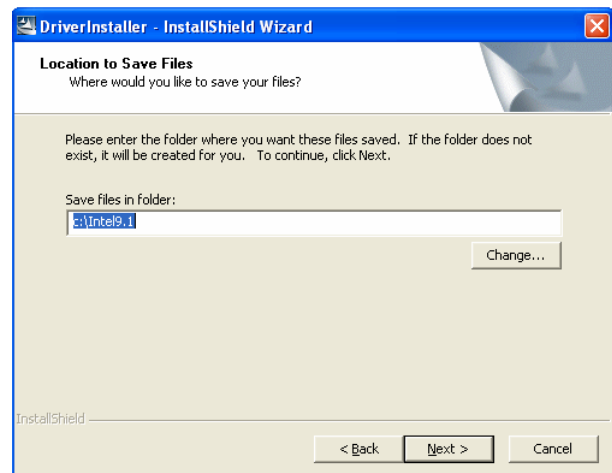 DriverInstaller - InstallShield Wizard
Location to Save Files
Where would you like to save your files?
Please enter the folder where you want these files saved.  If the folder does not
exist, it will be created for you.   To continue, click Next.
Save files in folder:
c:\Intel9.1
Change...
InstallShield
< Back
Next >
Cancel